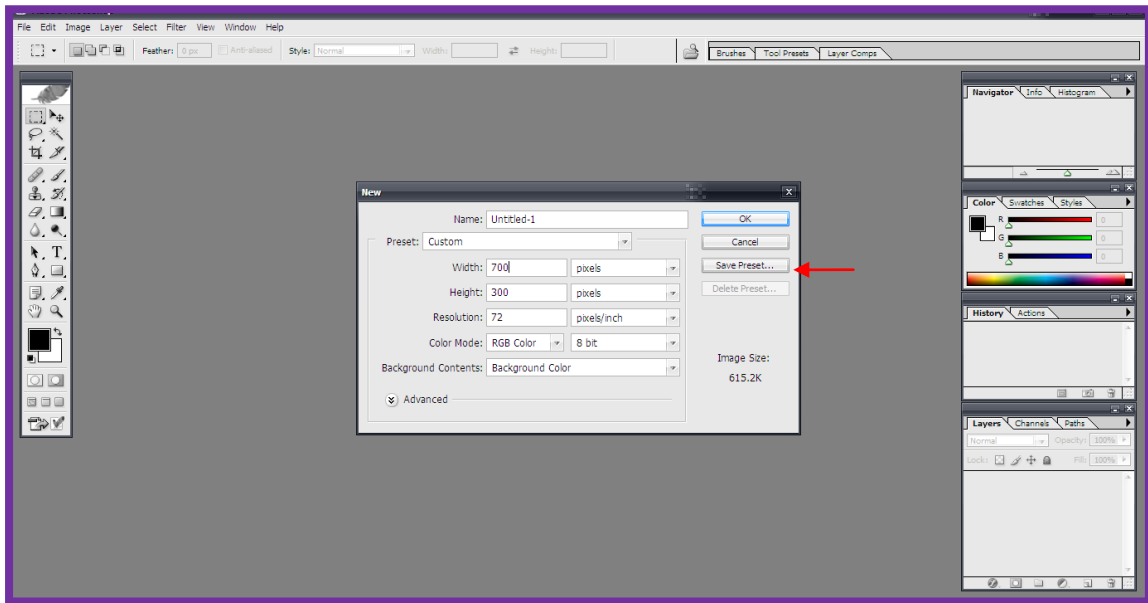 File Edit Image Layer Select Filter View Window Help
Feather: 0 px Anti-aliased Style: Normal Width: Height: Brushes Tool Presets Layer Comps
Navigator Info Histogram
New
Name: Untitled-1 OK
Preset: Custom Cancel
Width: 700 pixels Save Preset...
Height: 300 pixels Delete Preset...
Resolution: 72 pixels/inch
Color Mode: RGB Color 8 bit
Image Size:
Background Contents: Background Color
615.2K
Advanced
Color Swatches Styles
R 0
G 0
B 0
History Actions
Layers Channels Paths
Normal Opacity: 100%
Lock: Fill: 100%